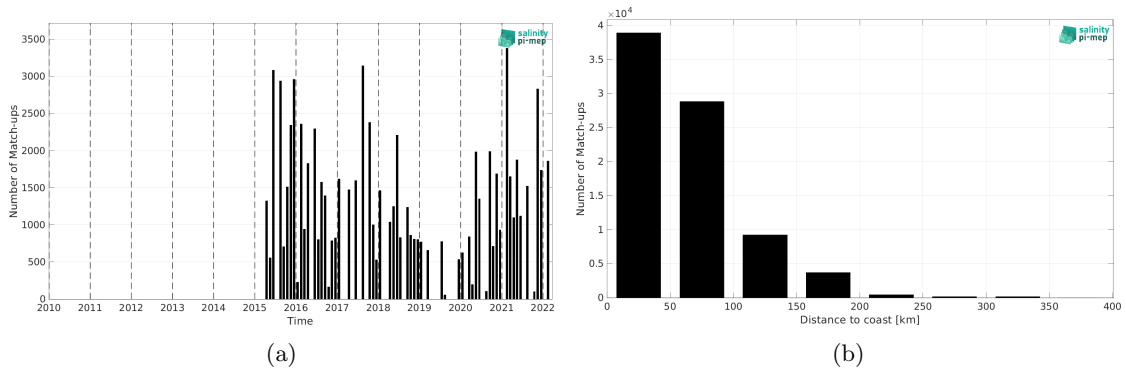 3500
3000
2500
2000
1500
1000
500
0
Number of Match-ups
2010 2011 2012 2013 2014 2015 2016 2017 2018 2019 2020 2021 2022
Time
salinity
pi-mep
(a)
×10⁴
4
3.5
3
2.5
2
1.5
1
0.5
0
Number of Match-ups
0 50 100 150 200 250 300 350 400
Distance to coast [km]
salinity
pi-mep
(b)